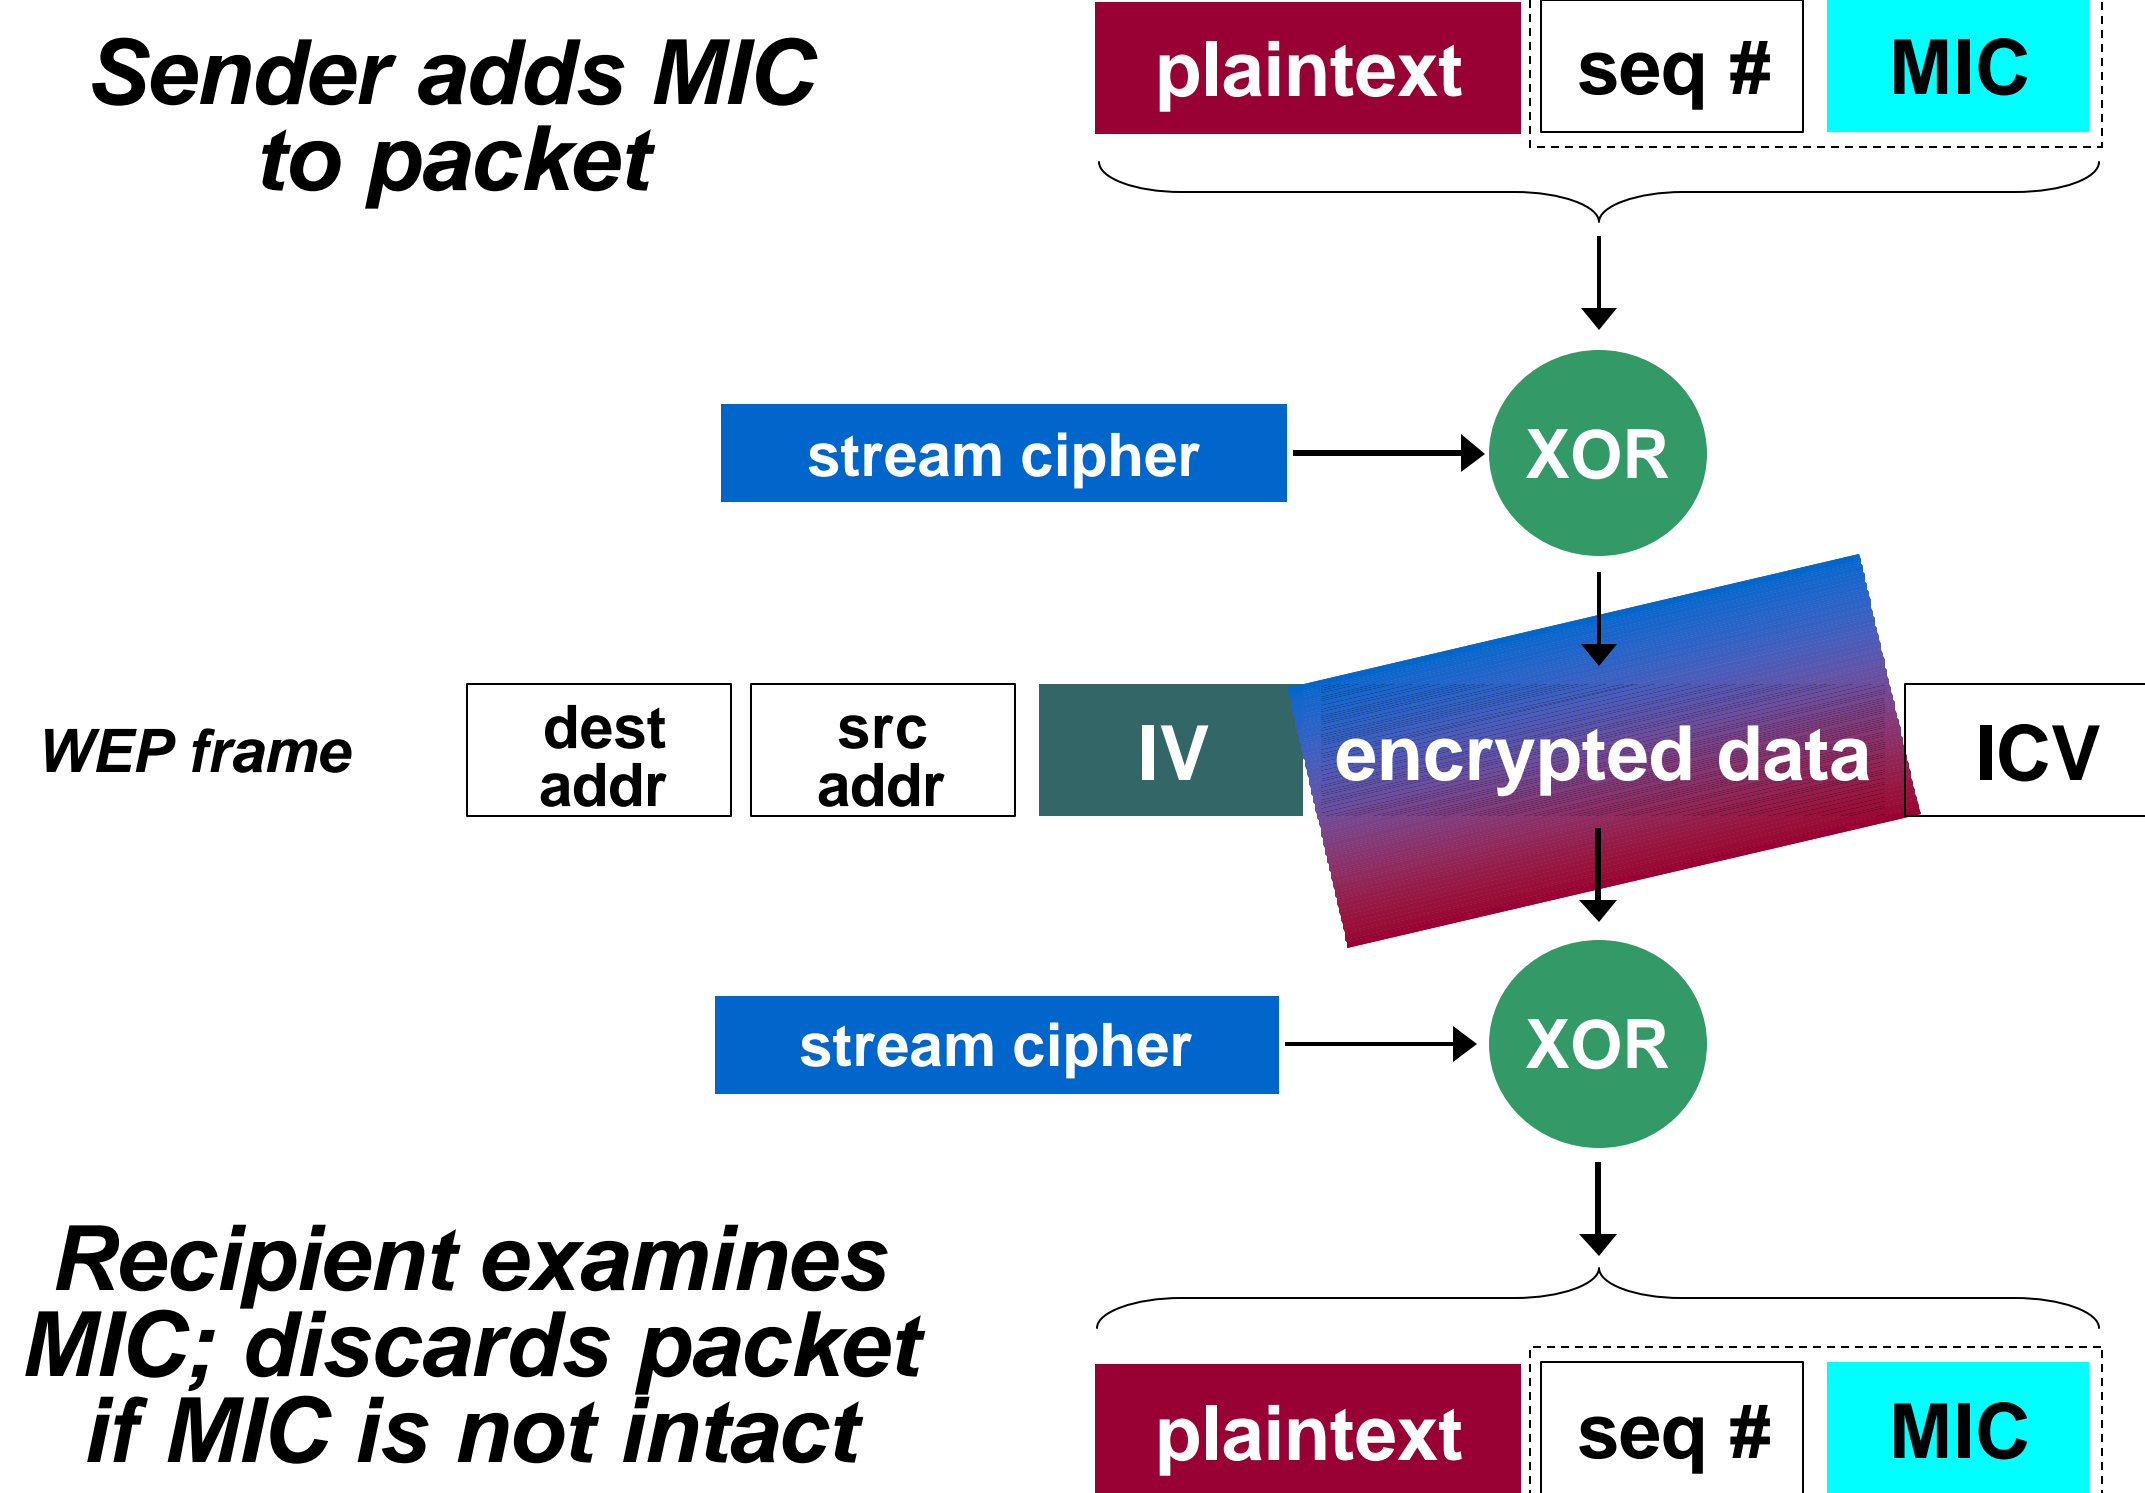 Sender adds MIC
to packet
plaintext
seq #
MIC
stream cipher
XOR
WEP frame
dest
addr
src
addr
IV
encrypted data
ICV
stream cipher
XOR
Recipient examines
MIC; discards packet
if MIC is not intact
plaintext
seq #
MIC